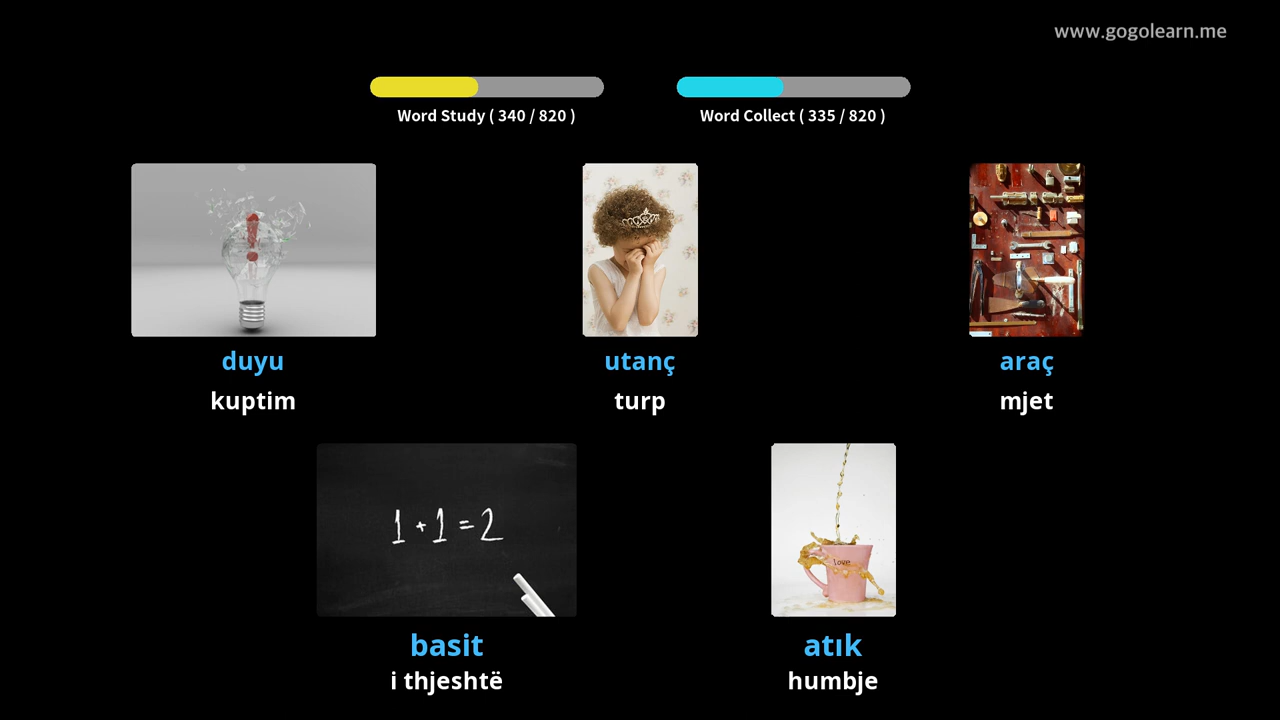 www.gogolearn.me
Word Study ( 340 / 820 )
Word Collect ( 335 / 820 )
duyu
kuptim
utanç
turp
araç
mjet
1 + 1 = 2
basit
i thjeshtë
love
atık
humbje